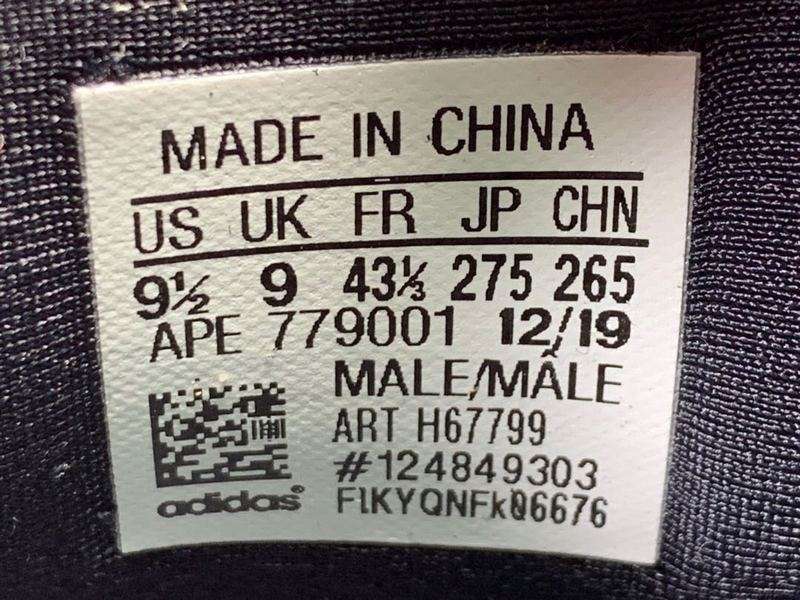 MADE IN CHINA
US UK FR JP CHN
9½ 9 43⅓ 275 265
APE 779001 12/19
MALE/MÂLE
ART H67799
#124849303
adidas®